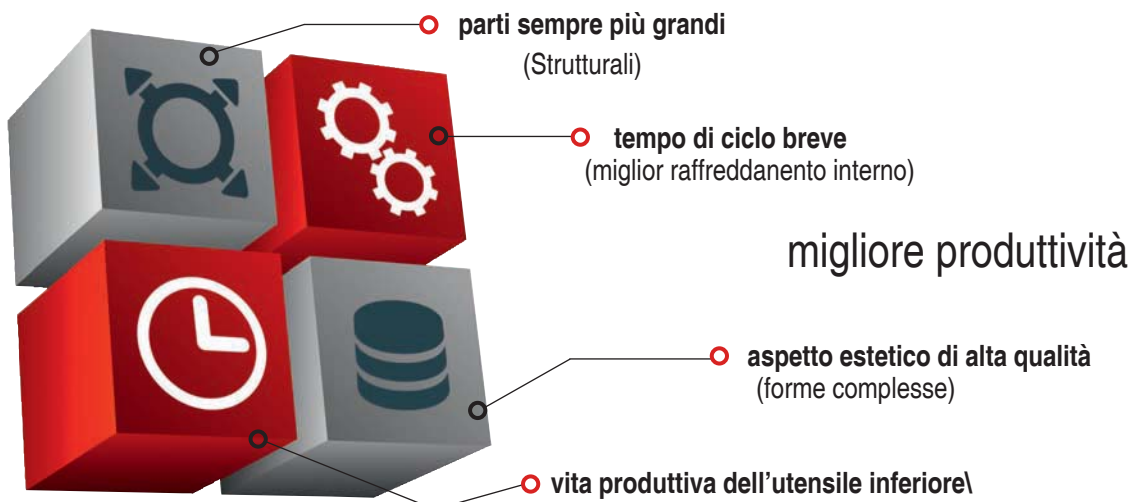 parti sempre più grandi
(Strutturali)
tempo di ciclo breve
(miglior raffreddanento interno)
migliore produttività
aspetto estetico di alta qualità
(forme complesse)
vita produttiva dell’utensile inferiore\